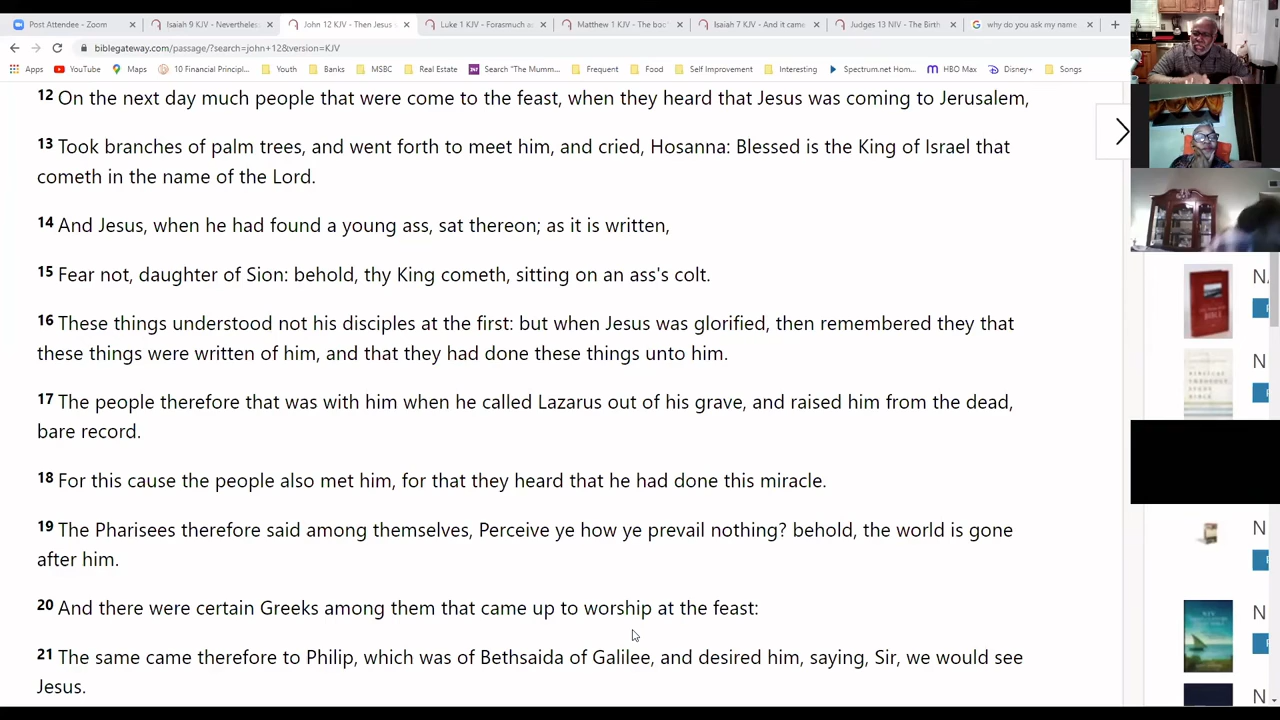 Post Attendee - Zoom
Isaiah 9 KJV - Nevertheles
John 12 KJV - Then Jesus
Luke 1 KJV - Forasmuch a
Matthew 1 KJV - The boo
Isaiah 7 KJV - And it came
Judges 13 NIV - The Birth
why do you ask my name
biblegateway.com/passage/?search=john+12&version=KJV
Apps YouTube Maps 10 Financial Principl... Youth Banks MSBC Real Estate Search 'The Mumm... Frequent Food Self Improvement Interesting Spectrum.net Hom... HBO Max Disney+ Songs
12 On the next day much people that were come to the feast, when they heard that Jesus was coming to Jerusalem,
13 Took branches of palm trees, and went forth to meet him, and cried, Hosanna: Blessed is the King of Israel that
cometh in the name of the Lord.
14 And Jesus, when he had found a young ass, sat thereon; as it is written,
15 Fear not, daughter of Sion: behold, thy King cometh, sitting on an ass's colt.
16 These things understood not his disciples at the first: but when Jesus was glorified, then remembered they that
these things were written of him, and that they had done these things unto him.
17 The people therefore that was with him when he called Lazarus out of his grave, and raised him from the dead,
bare record.
18 For this cause the people also met him, for that they heard that he had done this miracle.
19 The Pharisees therefore said among themselves, Perceive ye how ye prevail nothing? behold, the world is gone
after him.
20 And there were certain Greeks among them that came up to worship at the feast:
21 The same came therefore to Philip, which was of Bethsaida of Galilee, and desired him, saying, Sir, we would see
Jesus.
N
N
N
N
N